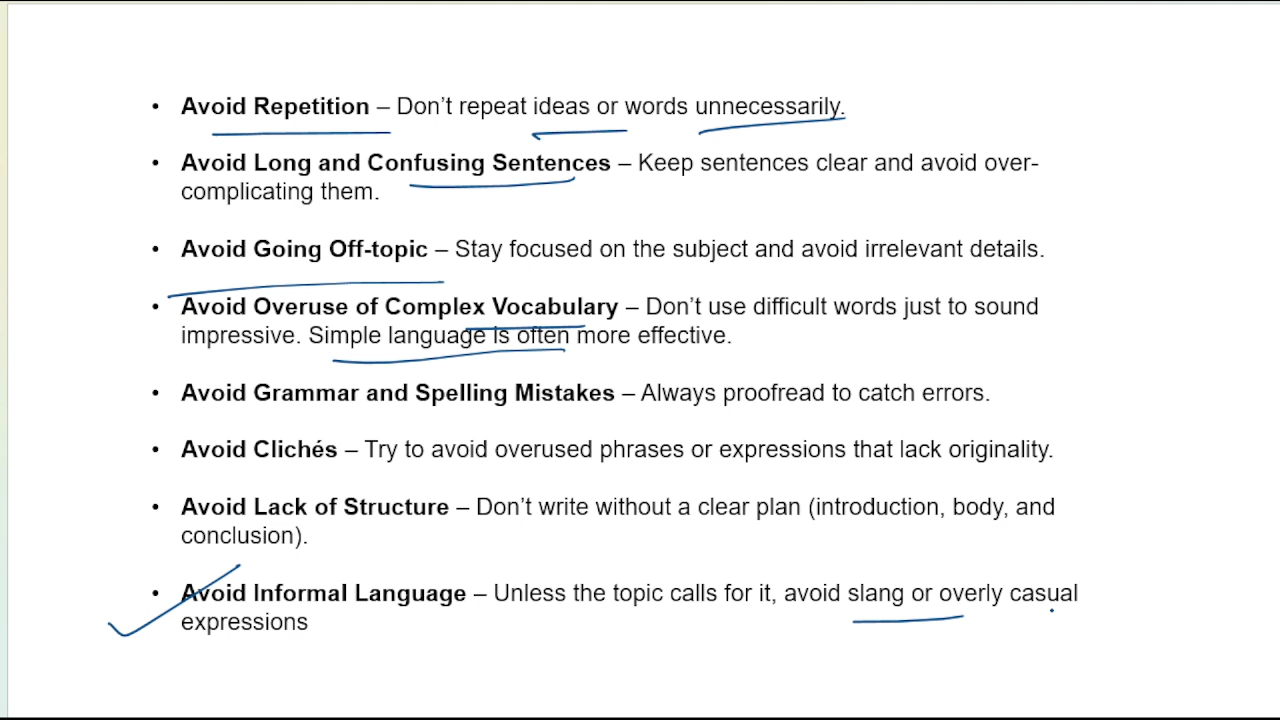 • Avoid Repetition – Don’t repeat ideas or words unnecessarily.
• Avoid Long and Confusing Sentences – Keep sentences clear and avoid over-
complicating them.
• Avoid Going Off-topic – Stay focused on the subject and avoid irrelevant details.
• Avoid Overuse of Complex Vocabulary – Don’t use difficult words just to sound
impressive. Simple language is often more effective.
• Avoid Grammar and Spelling Mistakes – Always proofread to catch errors.
• Avoid Clichés – Try to avoid overused phrases or expressions that lack originality.
• Avoid Lack of Structure – Don’t write without a clear plan (introduction, body, and
conclusion).
• Avoid Informal Language – Unless the topic calls for it, avoid slang or overly casual
expressions